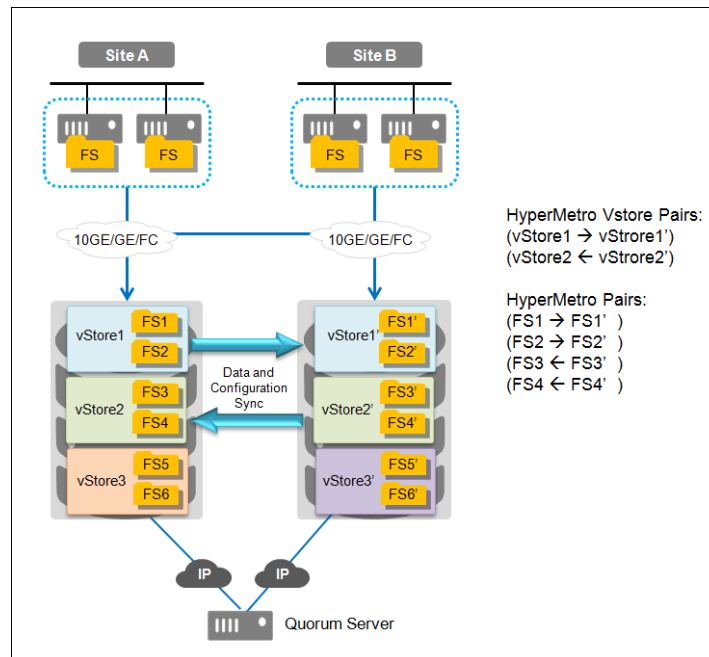 Site A
Site B
FS FS FS FS
10GE/GE/FC 10GE/GE/FC
HyperMetro Vstore Pairs:
(vStore1 → vStrore1’)
(vStore2 ← vStrore2’)
HyperMetro Pairs:
(FS1 → FS1’ )
(FS2 → FS2’ )
(FS3 ← FS3’ )
(FS4 ← FS4’ )
vStore1
FS1
FS2
vStore1’
FS1’
FS2’
Data and
Configuration
Sync
vStore2
FS3
FS4
vStore2’
FS3’
FS4’
vStore3
FS5
FS6
vStore3’
FS5’
FS6’
IP IP
Quorum Server